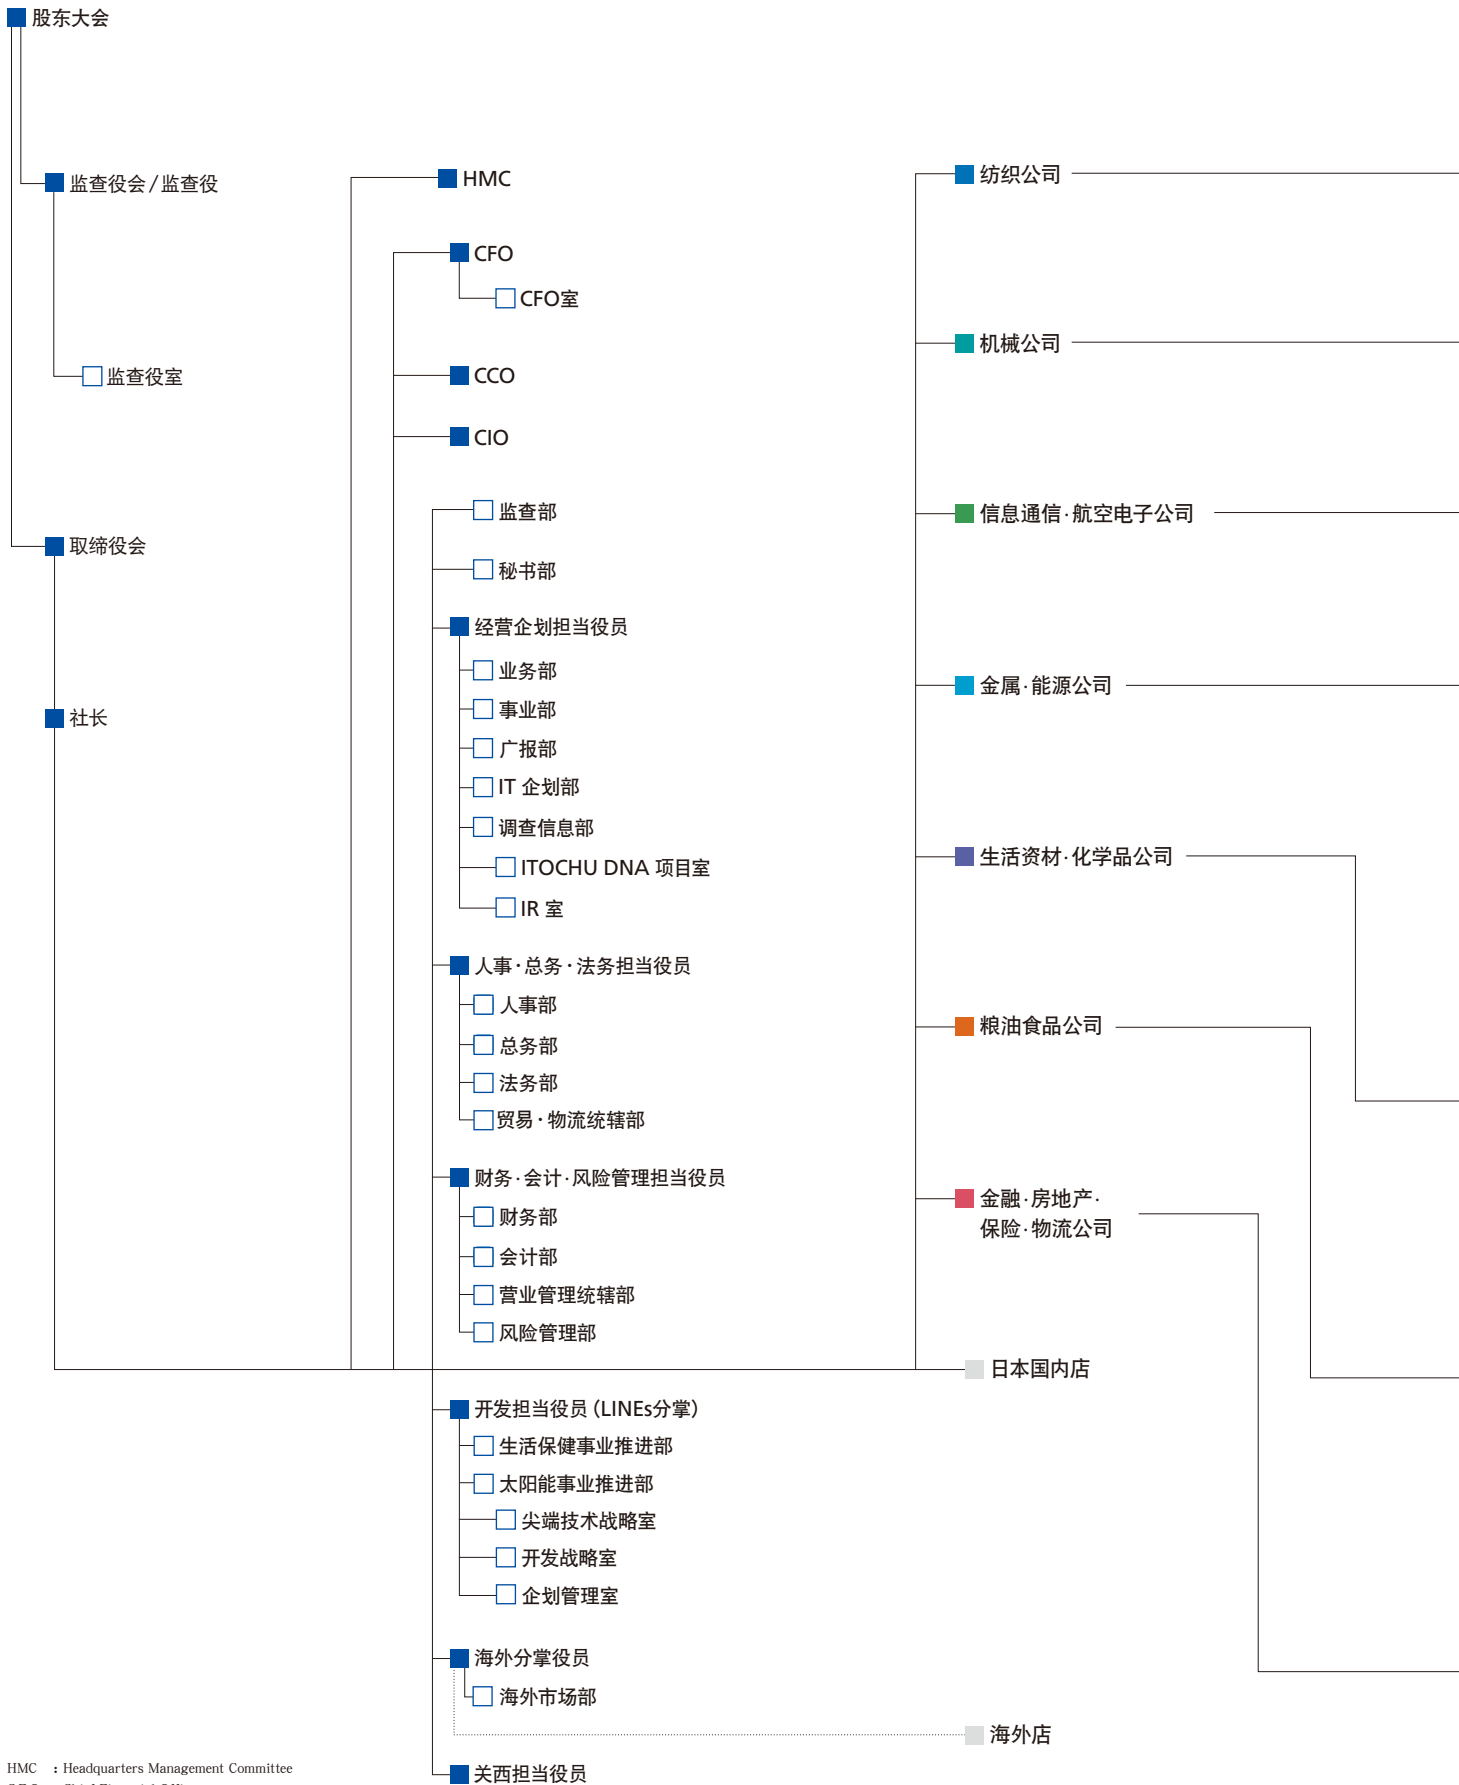 股东大会
监查役会/监查役
监查役室
取缔役会
社长
HMC
CFO
CFO室
CCO
CIO
监查部
秘书部
经营企划担当役员
业务部
事业部
广报部
IT 企划部
调查信息部
ITOCHU DNA 项目室
IR 室
人事·总务·法务担当役员
人事部
总务部
法务部
贸易·物流统辖部
财务·会计·风险管理担当役员
财务部
会计部
营业管理统辖部
风险管理部
开发担当役员（LINEs分掌）
生活保健事业推进部
太阳能事业推进部
尖端技术战略室
开发战略室
企划管理室
海外分掌役员
海外市场部
关西担当役员
纺织公司
机械公司
信息通信·航空电子公司
金属·能源公司
生活资材·化学品公司
粮油食品公司
金融·房地产·
保险·物流公司
日本国内店
海外店
HMC : Headquarters Management Committee